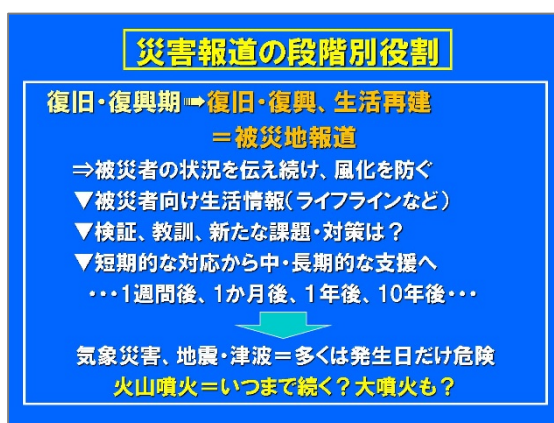 災害報道の段階別役割
復旧・復興期➡復旧・復興、生活再建
＝被災地報道
⇒被災者の状況を伝え続け、風化を防ぐ
▼被災者向け生活情報（ライフラインなど）
▼検証、教訓、新たな課題・対策は？
▼短期的な対応から中・長期的な支援へ
・・・1週間後、1か月後、1年後、10年後・・・
気象災害、地震・津波＝多くは発生日だけ危険
火山噴火＝いつまで続く？大噴火も？